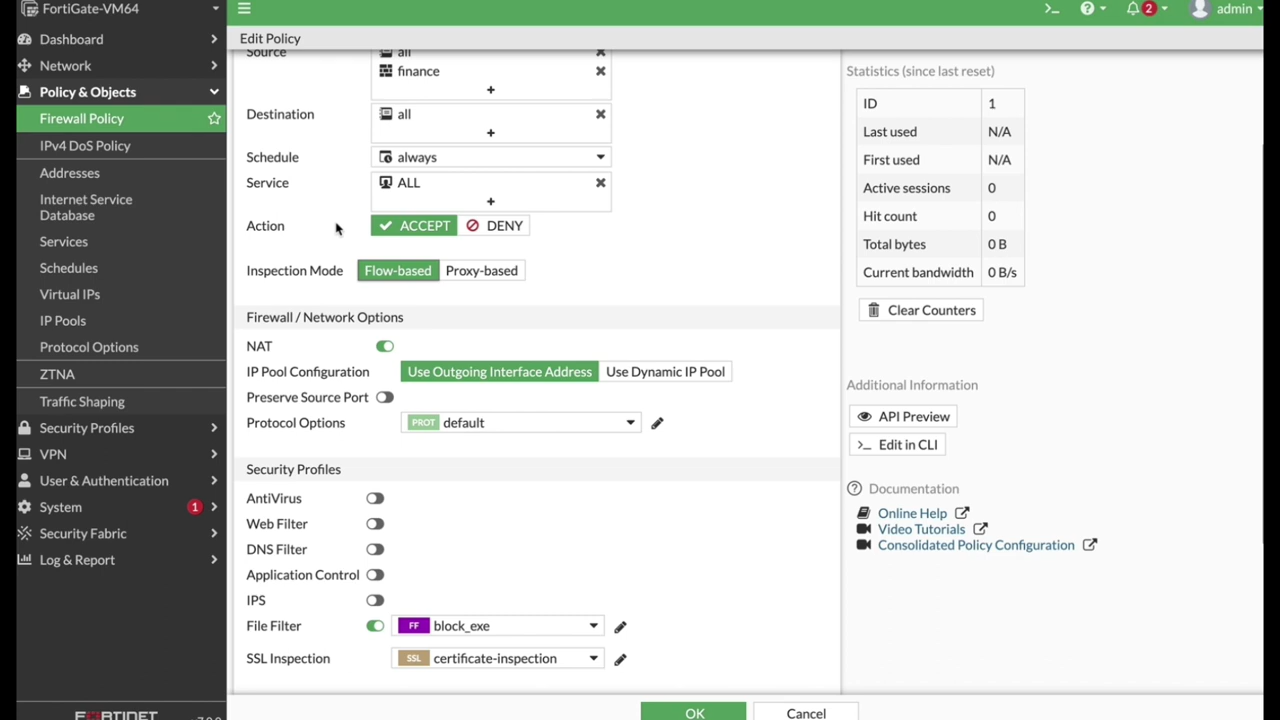 FortiGate-VM64
admin
2
Dashboard
Network
Policy & Objects
Firewall Policy
IPv4 DoS Policy
Addresses
Internet Service
Database
Services
Schedules
Virtual IPs
IP Pools
Protocol Options
ZTNA
Traffic Shaping
Security Profiles
VPN
User & Authentication
System 1
Security Fabric
Log & Report
Edit Policy
Source all
finance
+
Destination all
+
Schedule always
Service ALL
+
Action ACCEPT DENY
Inspection Mode Flow-based Proxy-based
Firewall / Network Options
NAT
IP Pool Configuration Use Outgoing Interface Address Use Dynamic IP Pool
Preserve Source Port
Protocol Options PROT default
Security Profiles
AntiVirus
Web Filter
DNS Filter
Application Control
IPS
File Filter FF block_exe
SSL Inspection SSL certificate-inspection
OK Cancel
Statistics (since last reset)
ID 1
Last used N/A
First used N/A
Active sessions 0
Hit count 0
Total bytes 0 B
Current bandwidth 0 B/s
Clear Counters
Additional Information
API Preview
>_ Edit in CLI
Documentation
Online Help
Video Tutorials
Consolidated Policy Configuration